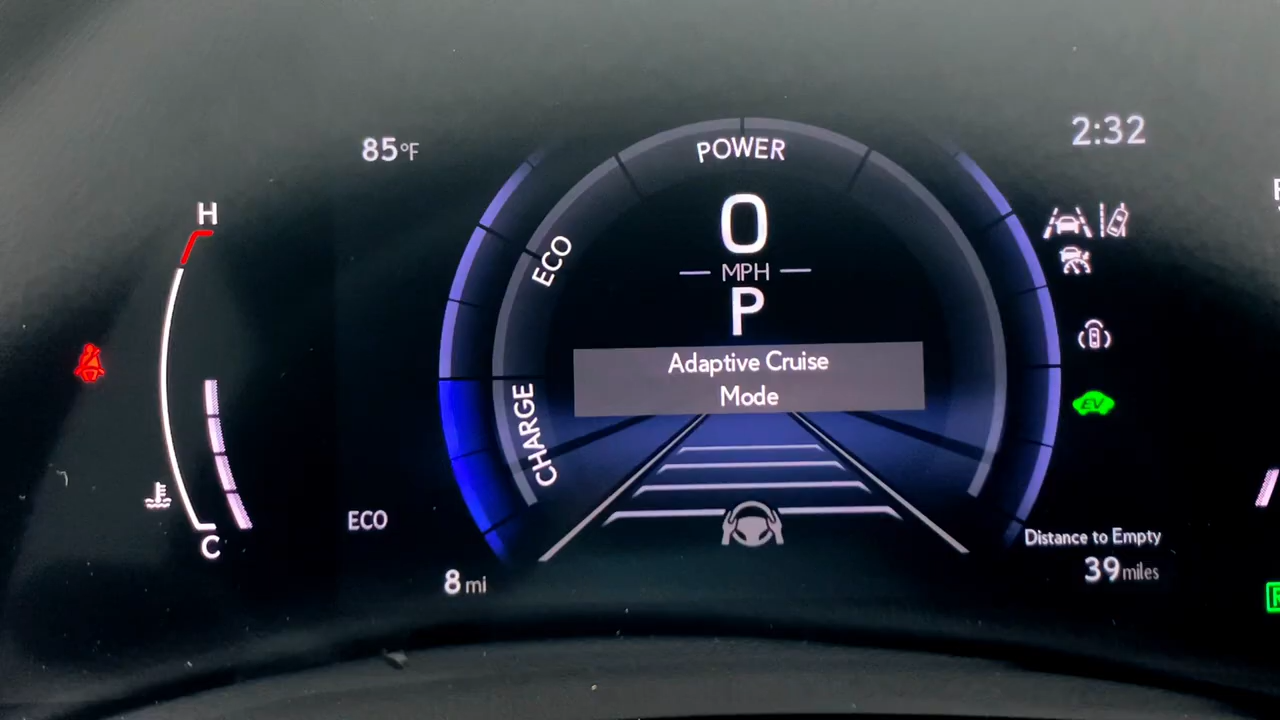 85°F
POWER
2:32
H
0
ECO
MPH
P
Adaptive Cruise
Mode
CHARGE
EV
ECO
C
Distance to Empty
8 mi
39 miles